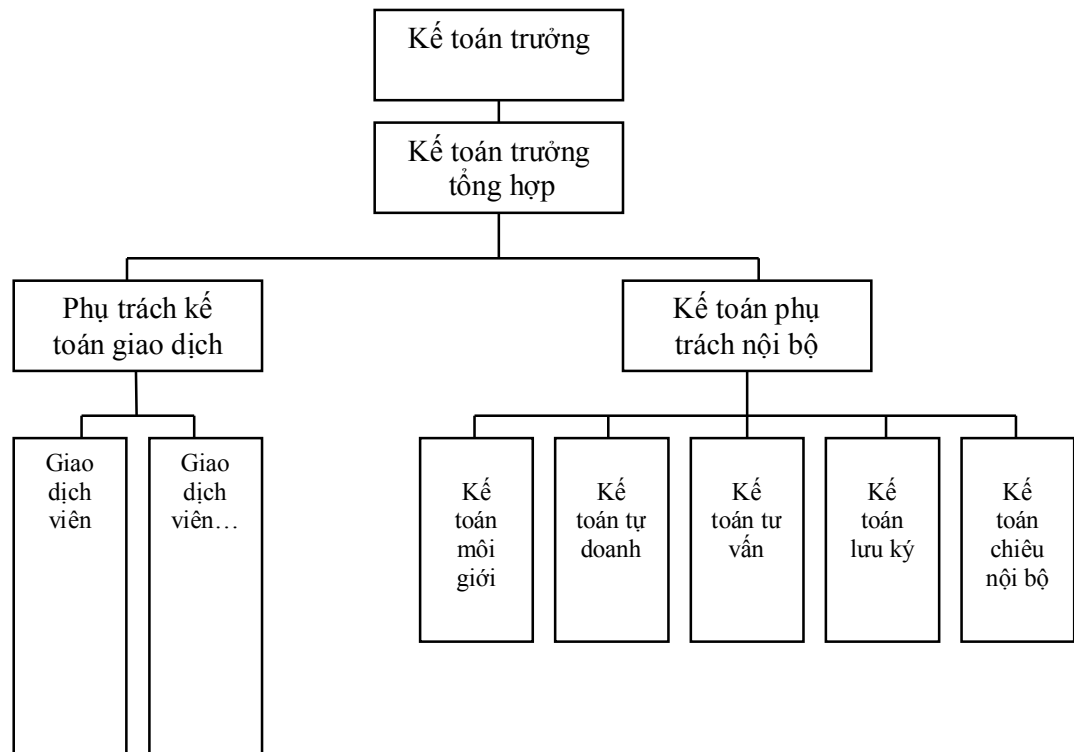 Kế toán trưởng
Kế toán trưởng
tổng hợp
Phụ trách kế
toán giao dịch
Kế toán phụ
trách nội bộ
Giao
dịch
viên
Giao
dịch
viên…
Kế
toán
môi
giới
Kế
toán tự
doanh
Kế
toán tư
vấn
Kế
toán
lưu ký
Kế
toán
chiêu
nội bộ